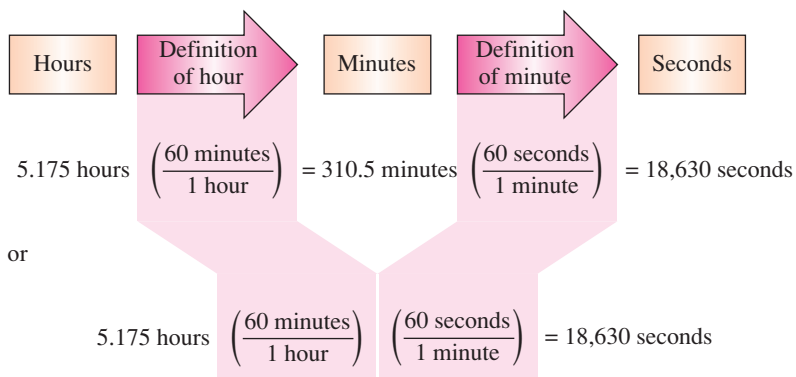 Hours Definition of hour Minutes Definition of minute Seconds
5.175 hours (60 minutes / 1 hour) = 310.5 minutes (60 seconds / 1 minute) = 18,630 seconds
or
5.175 hours (60 minutes / 1 hour) (60 seconds / 1 minute) = 18,630 seconds